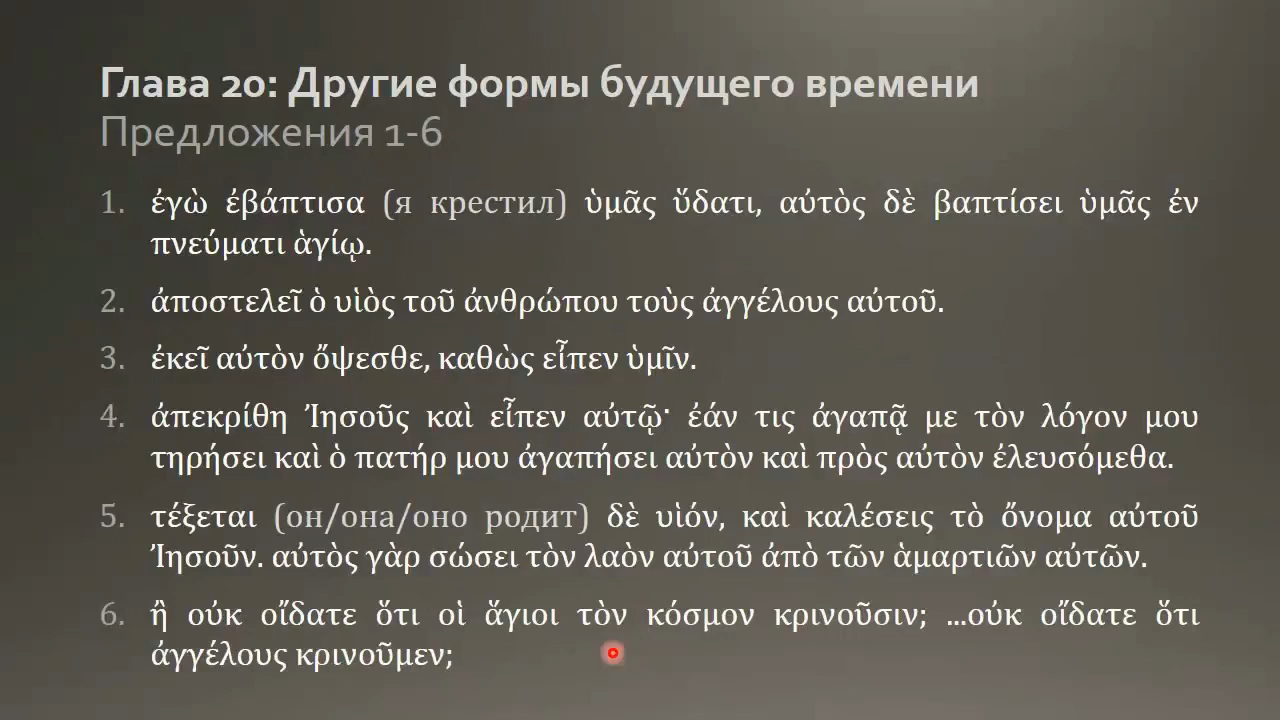 Глава 20: Другие формы будущего времени
Предложения 1-6
1. ἐγὼ ἐβάπτισα (я крестил) ὑμᾶς ὕδατι, αὐτὸς δὲ βαπτίσει ὑμᾶς ἐν
πνεύματι ἁγίῳ.
2. ἀποστελεῖ ὁ υἱὸς τοῦ ἀνθρώπου τοὺς ἀγγέλους αὐτοῦ.
3. ἐκεῖ αὐτὸν ὄψεσθε, καθὼς εἶπεν ὑμῖν.
4. ἀπεκρίθη Ἰησοῦς καὶ εἶπεν αὐτῷ· ἐάν τις ἀγαπᾷ με τὸν λόγον μου
τηρήσει καὶ ὁ πατήρ μου ἀγαπήσει αὐτὸν καὶ πρὸς αὐτὸν ἐλευσόμεθα.
5. τέξεται (он/она/оно родит) δὲ υἱόν, καὶ καλέσεις τὸ ὄνομα αὐτοῦ
Ἰησοῦν. αὐτὸς γὰρ σώσει τὸν λαὸν αὐτοῦ ἀπὸ τῶν ἁμαρτιῶν αὐτῶν.
6. ἢ οὐκ οἴδατε ὅτι οἱ ἅγιοι τὸν κόσμον κρινοῦσιν; ...οὐκ οἴδατε ὅτι
ἀγγέλους κρινοῦμεν;